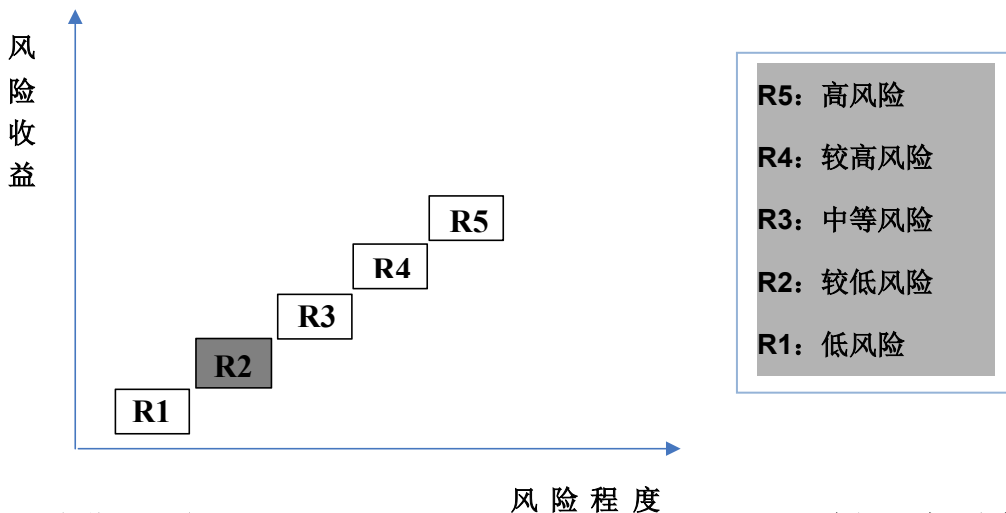 风险收益
R5：高风险
R4：较高风险
R3：中等风险
R2：较低风险
R1：低风险
R5
R4
R3
R2
R1
风险程度